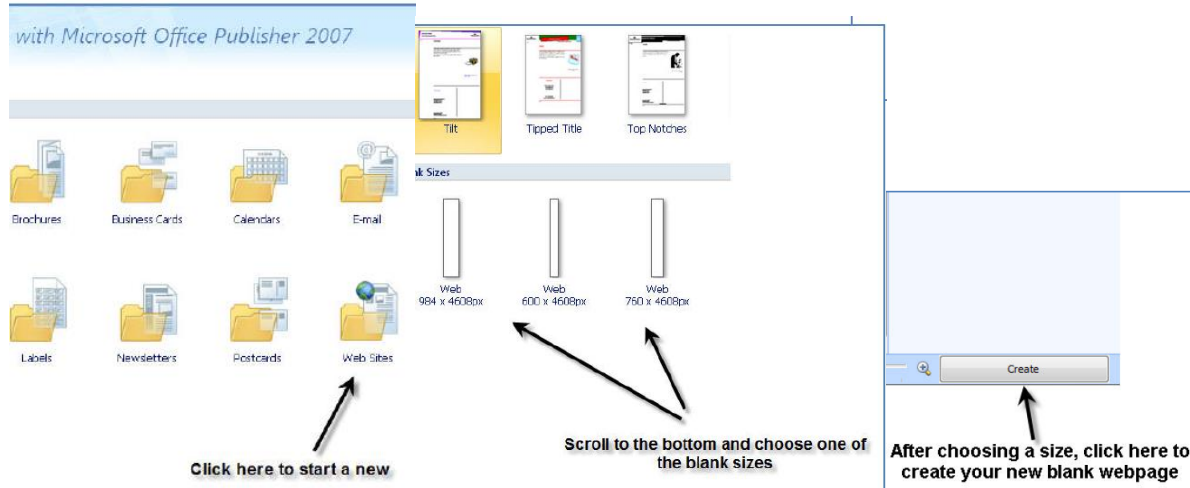 with Microsoft Office Publisher 2007
Brochures
Business Cards
Calendars
E-mail
Labels
Newsletters
Postcards
Web Sites
Click here to start a new
Tilt
Tipped Title
Top Notches
nk Sizes
Web
984 x 4608px
Web
600 x 4608px
Web
760 x 4608px
Scroll to the bottom and choose one of
the blank sizes
Create
After choosing a size, click here to
create your new blank webpage